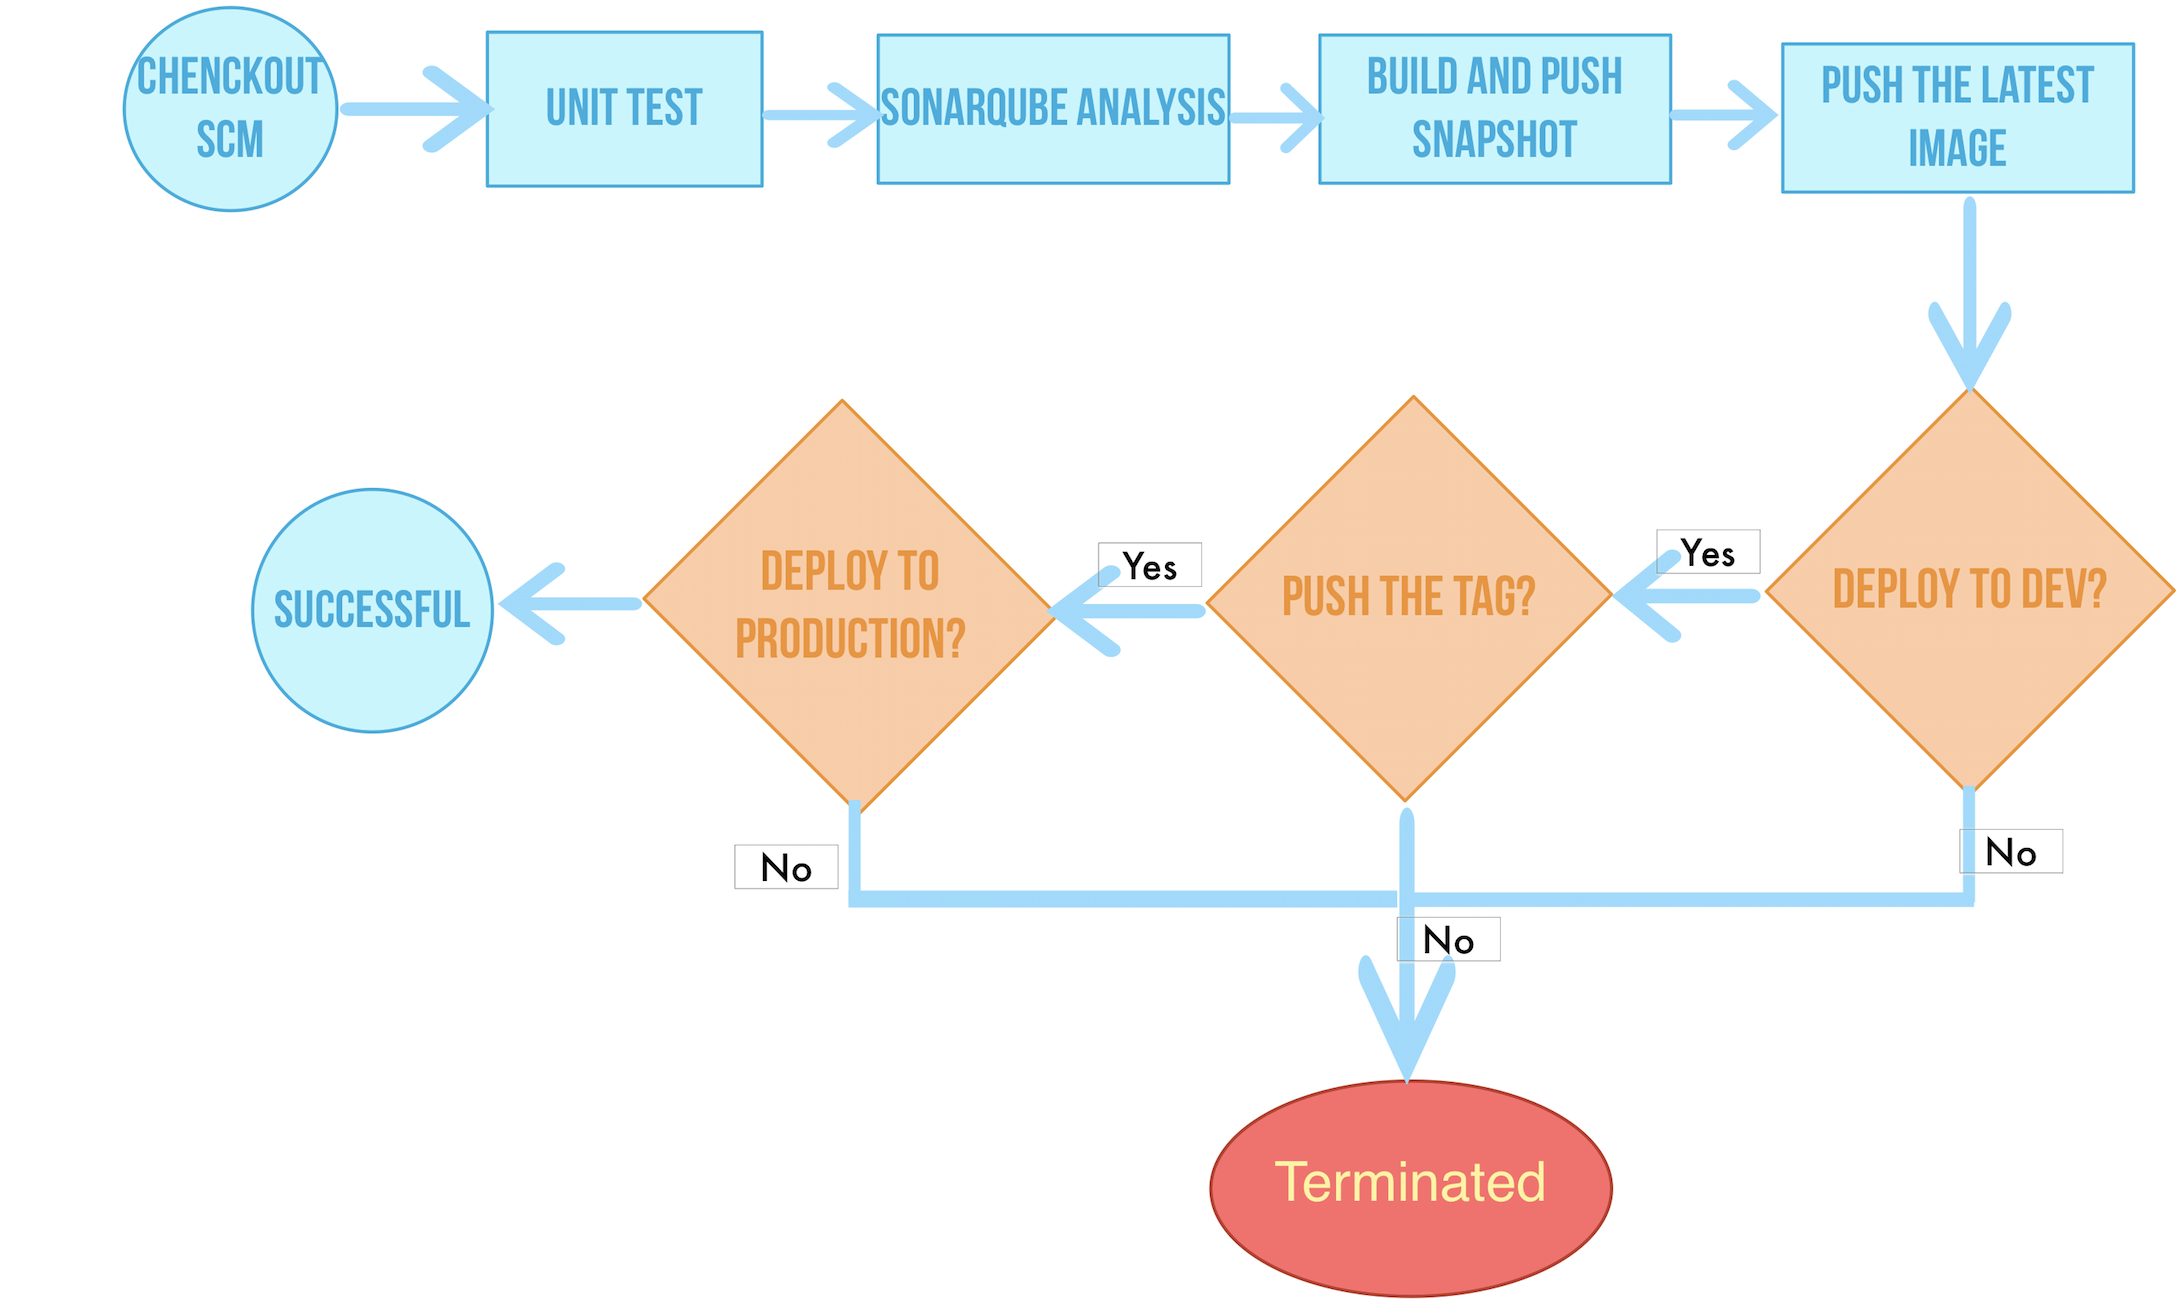 CHENCKOUT
SCM
UNIT TEST
SONARQUBE ANALYSIS
BUILD AND PUSH
SNAPSHOT
PUSH THE LATEST
IMAGE
DEPLOY TO DEV?
Yes
PUSH THE TAG?
Yes
DEPLOY TO
PRODUCTION?
SUCCESSFUL
No
No
No
Terminated